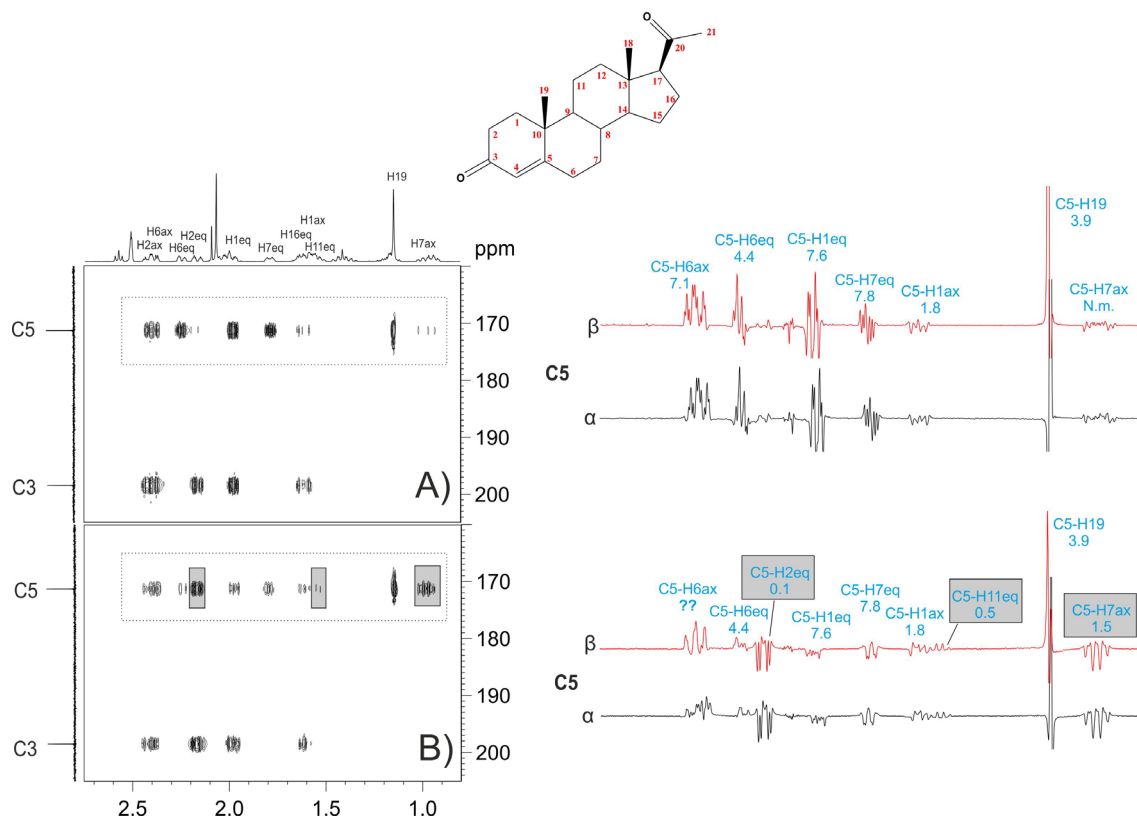 O
21
18
20
12
17
11
13
16
19
14
15
1
9
2
10
8
3
5
7
4
6
O
H19
H1ax
H6ax
H2eq
H16eq
H2ax
H6eq
H1eq
H7eq
H11eq
H7ax
ppm
C5
170
180
190
C3
A)
200
C5
170
180
190
C3
B)
200
2.5
2.0
1.5
1.0
C5-H19
3.9
C5-H6eq
4.4
C5-H1eq
7.6
C5-H6ax
7.1
C5-H7eq
7.8
C5-H1ax
1.8
C5-H7ax
N.m.
β
C5
α
C5-H19
3.9
C5-H2eq
0.1
C5-H6ax
??
C5-H6eq
4.4
C5-H1eq
7.6
C5-H7eq
7.8
C5-H1ax
1.8
C5-H11eq
0.5
C5-H7ax
1.5
β
C5
α